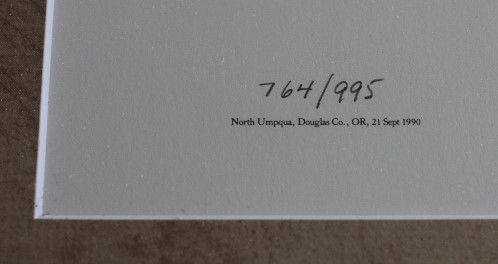 764/995
North Umpqua, Douglas Co., OR, 21 Sept 1990